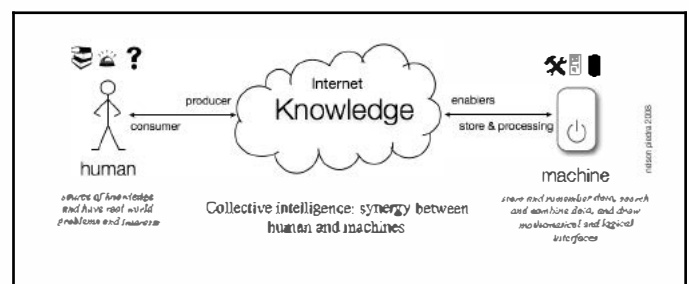 Internet
Knowledge
producer
consumer
enablers
store & processing
human
machine
source of knowledge
and have real world
problems and interests
Collective intelligence: synergy between
human and machines
store and remember data, search
and combine data, and draw
mathematical and logical
interfaces
nelson piedra 2008
?